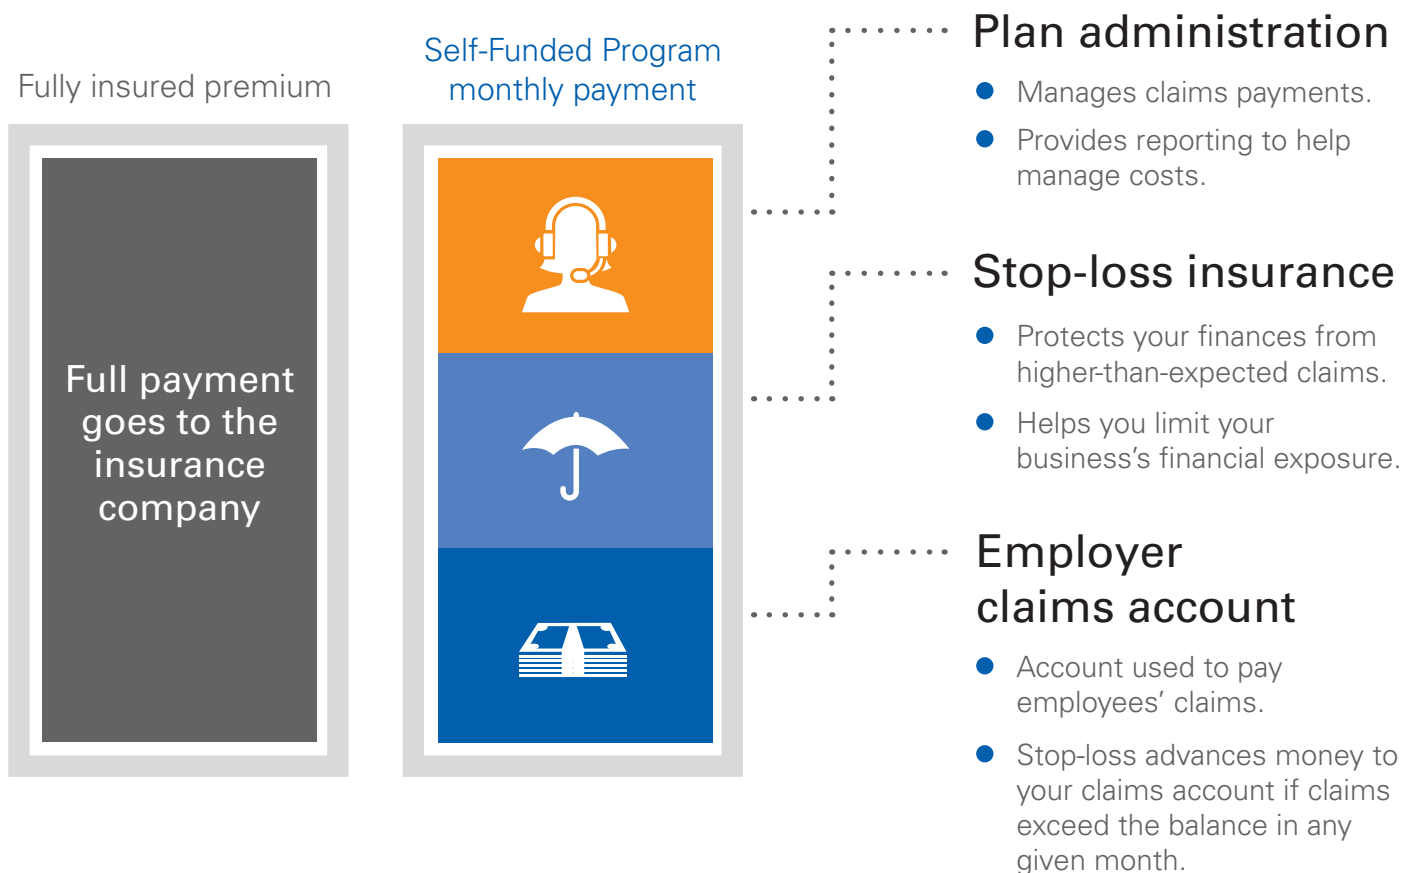 Fully insured premium
Full payment
goes to the
insurance
company
Self-Funded Program
monthly payment
Plan administration
Manages claims payments.
Provides reporting to help
manage costs.
Stop-loss insurance
Protects your finances from
higher-than-expected claims.
Helps you limit your
business’s financial exposure.
Employer
claims account
Account used to pay
employees’ claims.
Stop-loss advances money to
your claims account if claims
exceed the balance in any
given month.